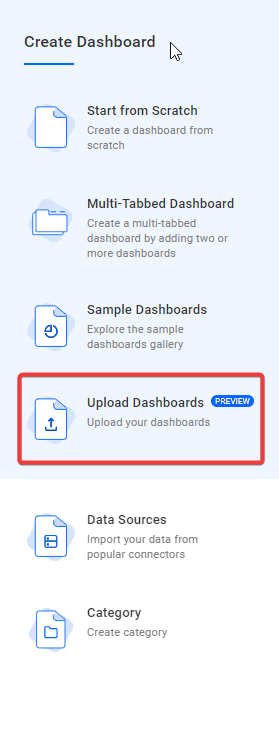 Create Dashboard
Start from Scratch
Create a dashboard from
scratch
Multi-Tabbed Dashboard
Create a multi-tabbed
dashboard by adding two or
more dashboards
Sample Dashboards
Explore the sample
dashboards gallery
Upload Dashboards PREVIEW
Upload your dashboards
Data Sources
Import your data from
popular connectors
Category
Create category